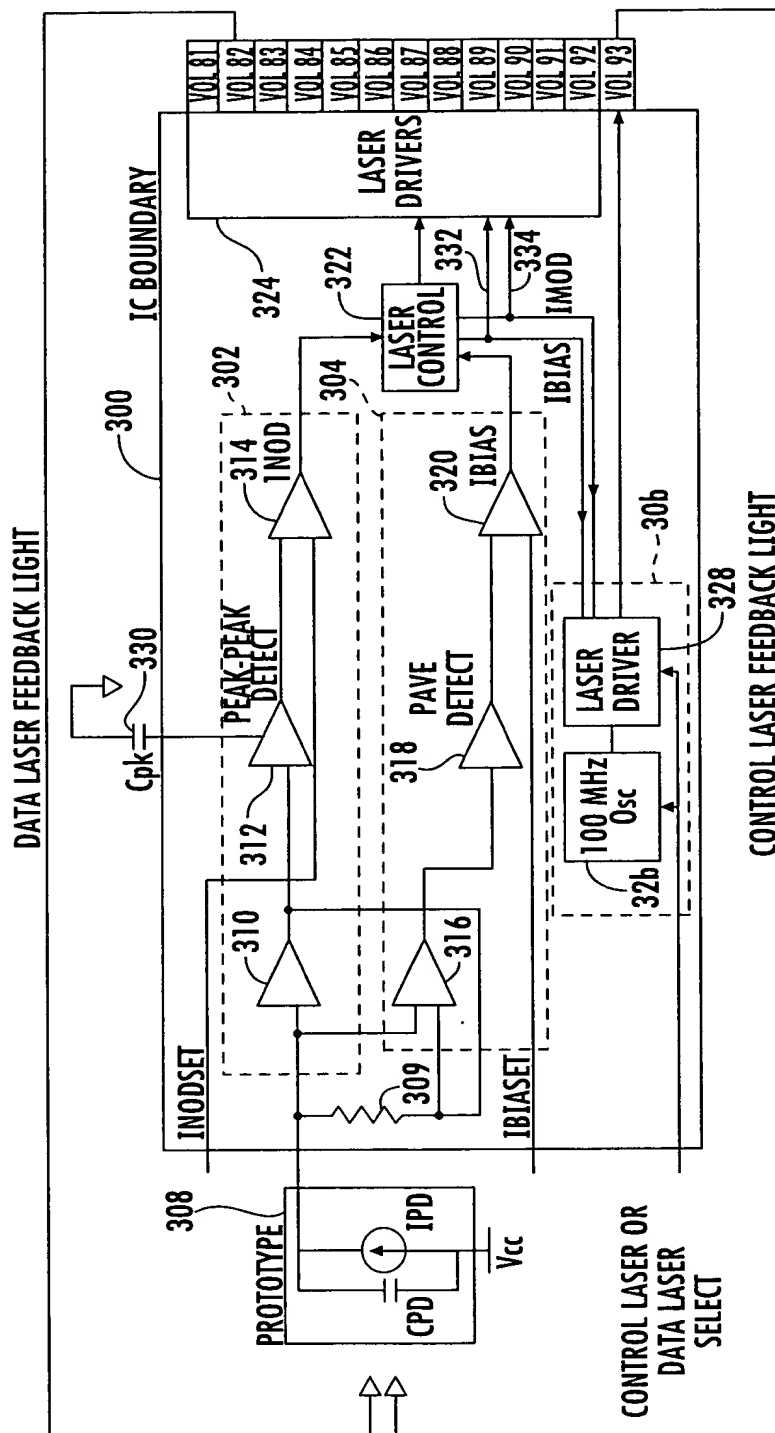 DATA LASER FEEDBACK LIGHT
300
IC BOUNDARY
Cpk
330
302
324
VOL 81
VOL 82
VOL 83
VOL 84
VOL 85
VOL 86
VOL 87
VOL 88
VOL 89
VOL 90
VOL 91
VOL 92
VOL 93
INODSET
310
312
PEAK-PEAK
DETECT
314
1NOD
322
LASER
CONTROL
LASER
DRIVERS
304
332
334
IMOD
IBIAS
308
PROTOTYPE
CPD
IPD
Vcc
309
316
318
PAVE
DETECT
320
IBIAS
IBIASET
30b
100 MHz
Osc
32b
LASER
DRIVER
328
CONTROL LASER OR
DATA LASER
SELECT
CONTROL LASER FEEDBACK LIGHT